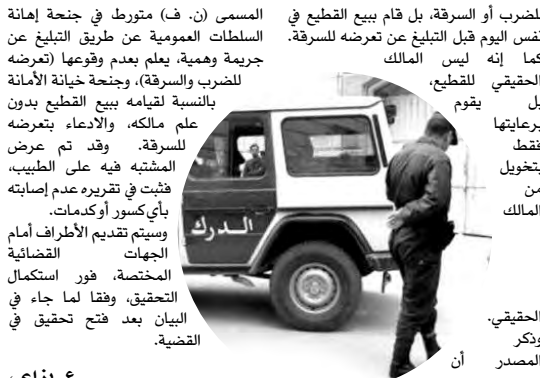 للضرب أو السرقة، بل قام ببيع القطيع في
نفس اليوم قبل التبليغ عن تعرضه للسرقة.
كما إنه ليس المالك
الحقيقي للقطيع،
بل يقوم
برعايتها
فقط
بتخويل
من
المالك
الحقيقي.
وذكر
المصدر أن
المسمى (ن. ف) متورط في جنحة إهانة
السلطات العمومية عن طريق التبليغ عن
جريمة وهمية، يعلم بعدم وقوعها (تعرضه
للضرب والسرقة)، وجنحة خيانة الأمانة
بالنسبة لقيامه ببيع القطيع بدون
علم مالكه، والادعاء بتعرضه
للسرقة. وقد تم عرض
المشتبه فيه على الطبيب،
فثبت في تقريره عدم إصابته
بأي كسور أو كدمات.
وسيتم تقديم الأطراف أمام
الجهات القضائية
المختصة، فور استكمال
التحقيق، وفقا لما جاء في
البيان بعد فتح تحقيق في
القضية.
الدرك